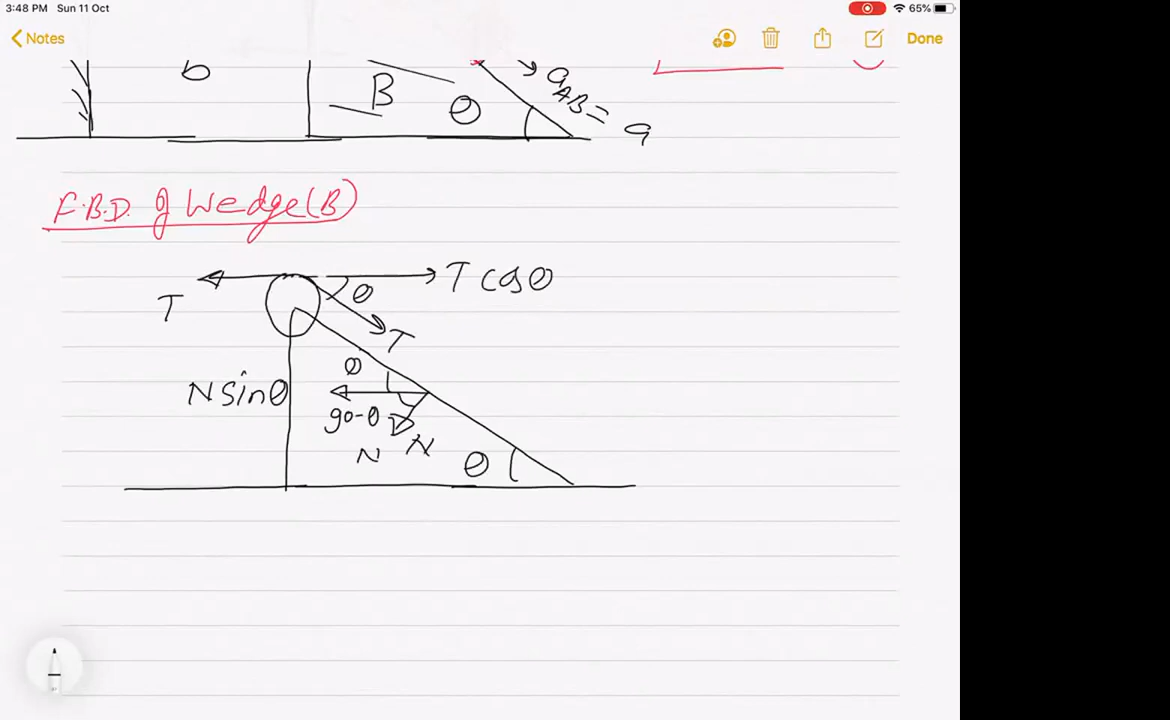 3:48 PM Sun 11 Oct
65%
Notes
Done
b
B
θ
a_AB = a
F.B.D. of Wedge(B)
T cosθ
T
θ
T
θ
N sinθ
90-θ
N
N
θ